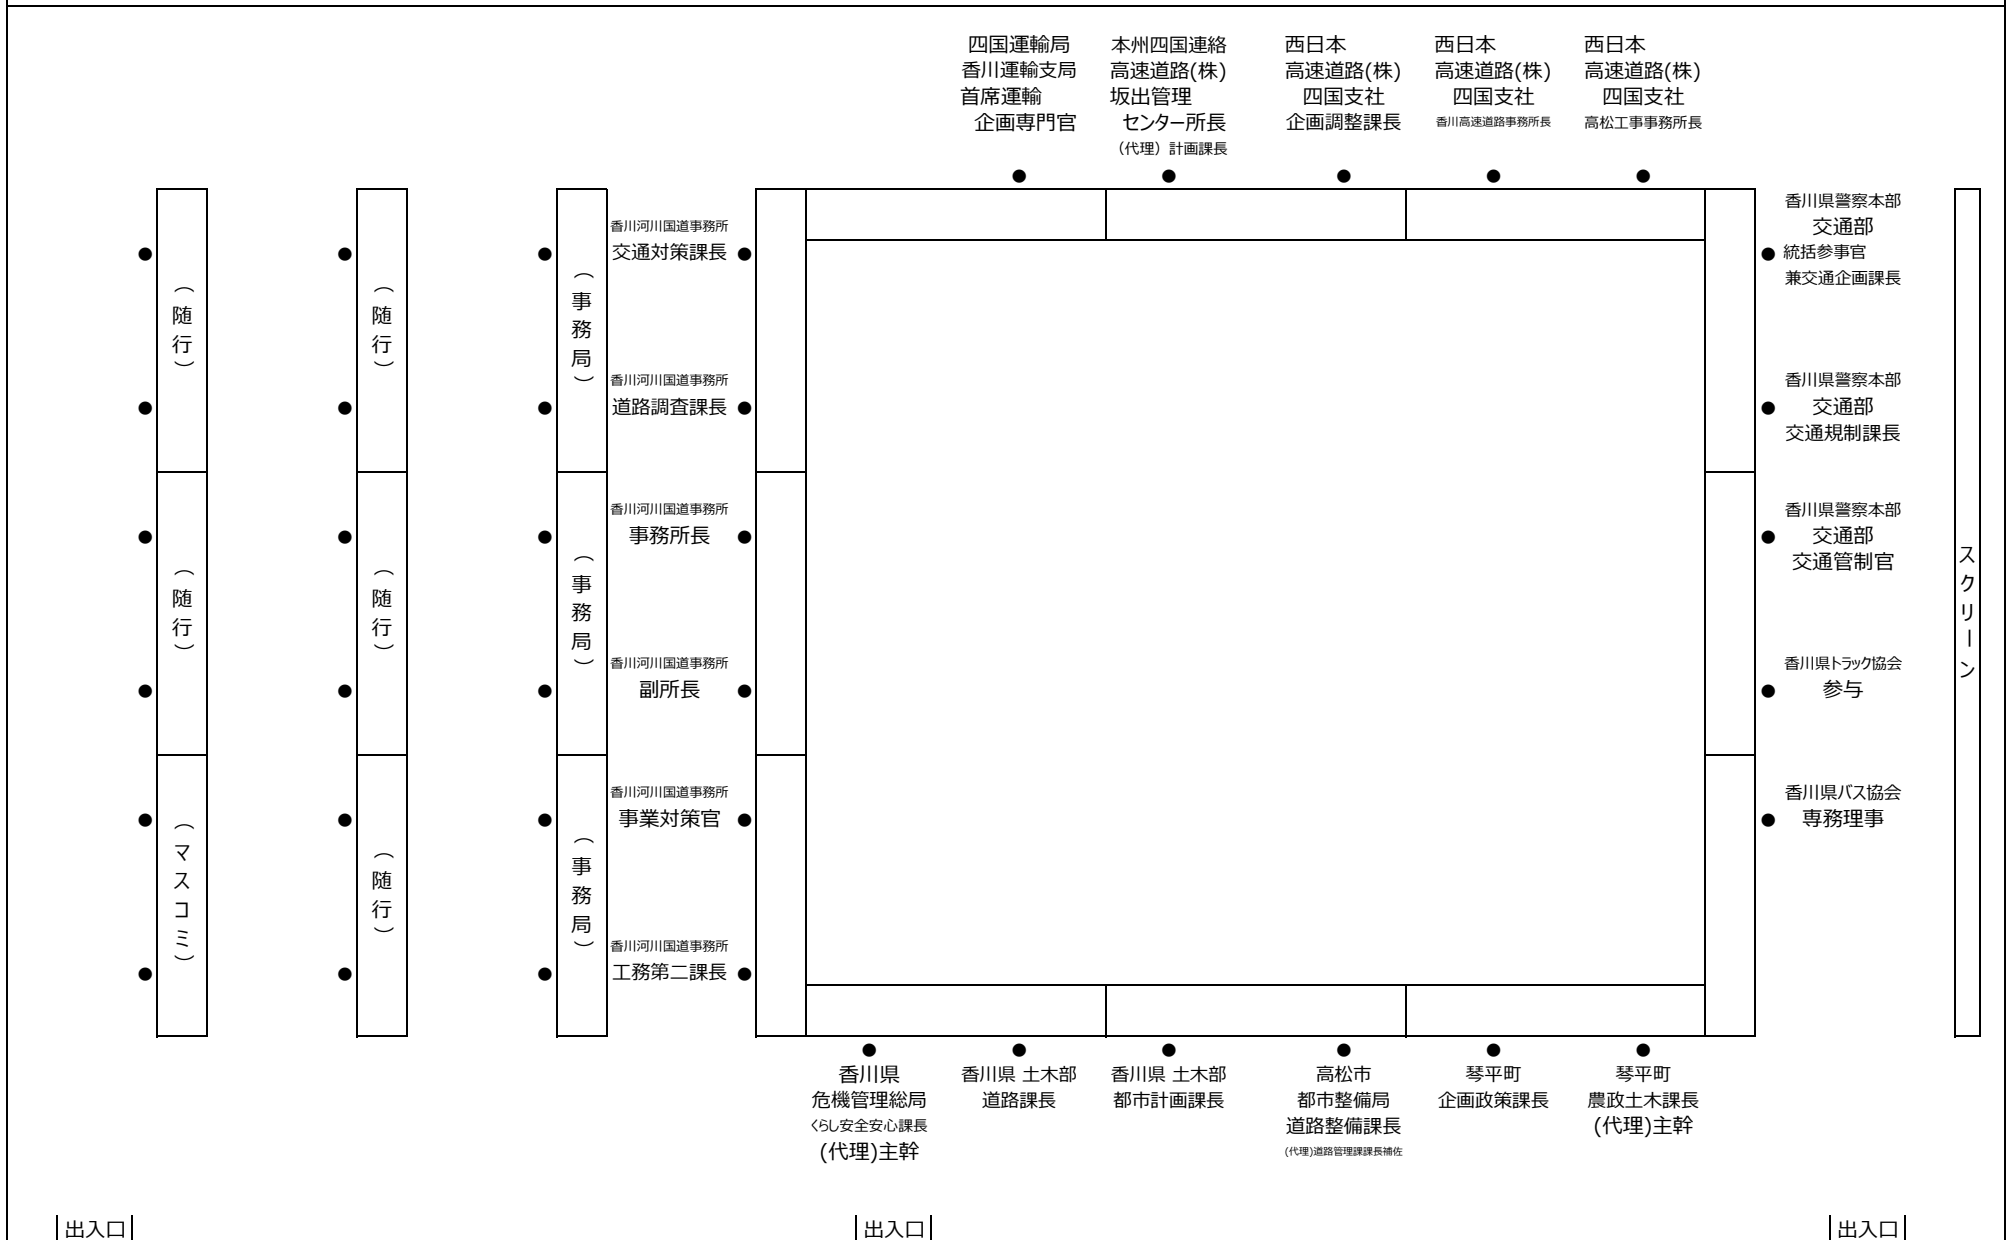 四国運輸局
香川運輸支局
首席運輸
企画専門官
本州四国連絡
高速道路(株)
坂出管理
センター所長
（代理）計画課長
西日本
高速道路(株)
四国支社
企画調整課長
西日本
高速道路(株)
四国支社
香川高速道路事務所長
西日本
高速道路(株)
四国支社
高松工事事務所長
（随行）
（随行）
（マスコミ）
（随行）
（随行）
（随行）
（事務局）
（事務局）
（事務局）
香川河川国道事務所
交通対策課長
香川河川国道事務所
道路調査課長
香川河川国道事務所
事務所長
香川河川国道事務所
副所長
香川河川国道事務所
事業対策官
香川河川国道事務所
工務第二課長
香川県警察本部
交通部
統括参事官
兼交通企画課長
香川県警察本部
交通部
交通規制課長
香川県警察本部
交通部
交通管制官
香川県トラック協会
参与
香川県バス協会
専務理事
スクリーン
香川県
危機管理総局
くらし安全安心課長
(代理)主幹
香川県 土木部
道路課長
香川県 土木部
都市計画課長
高松市
都市整備局
道路整備課長
(代理)道路管理課課長補佐
琴平町
企画政策課長
琴平町
農政土木課長
(代理)主幹
出入口
出入口
出入口